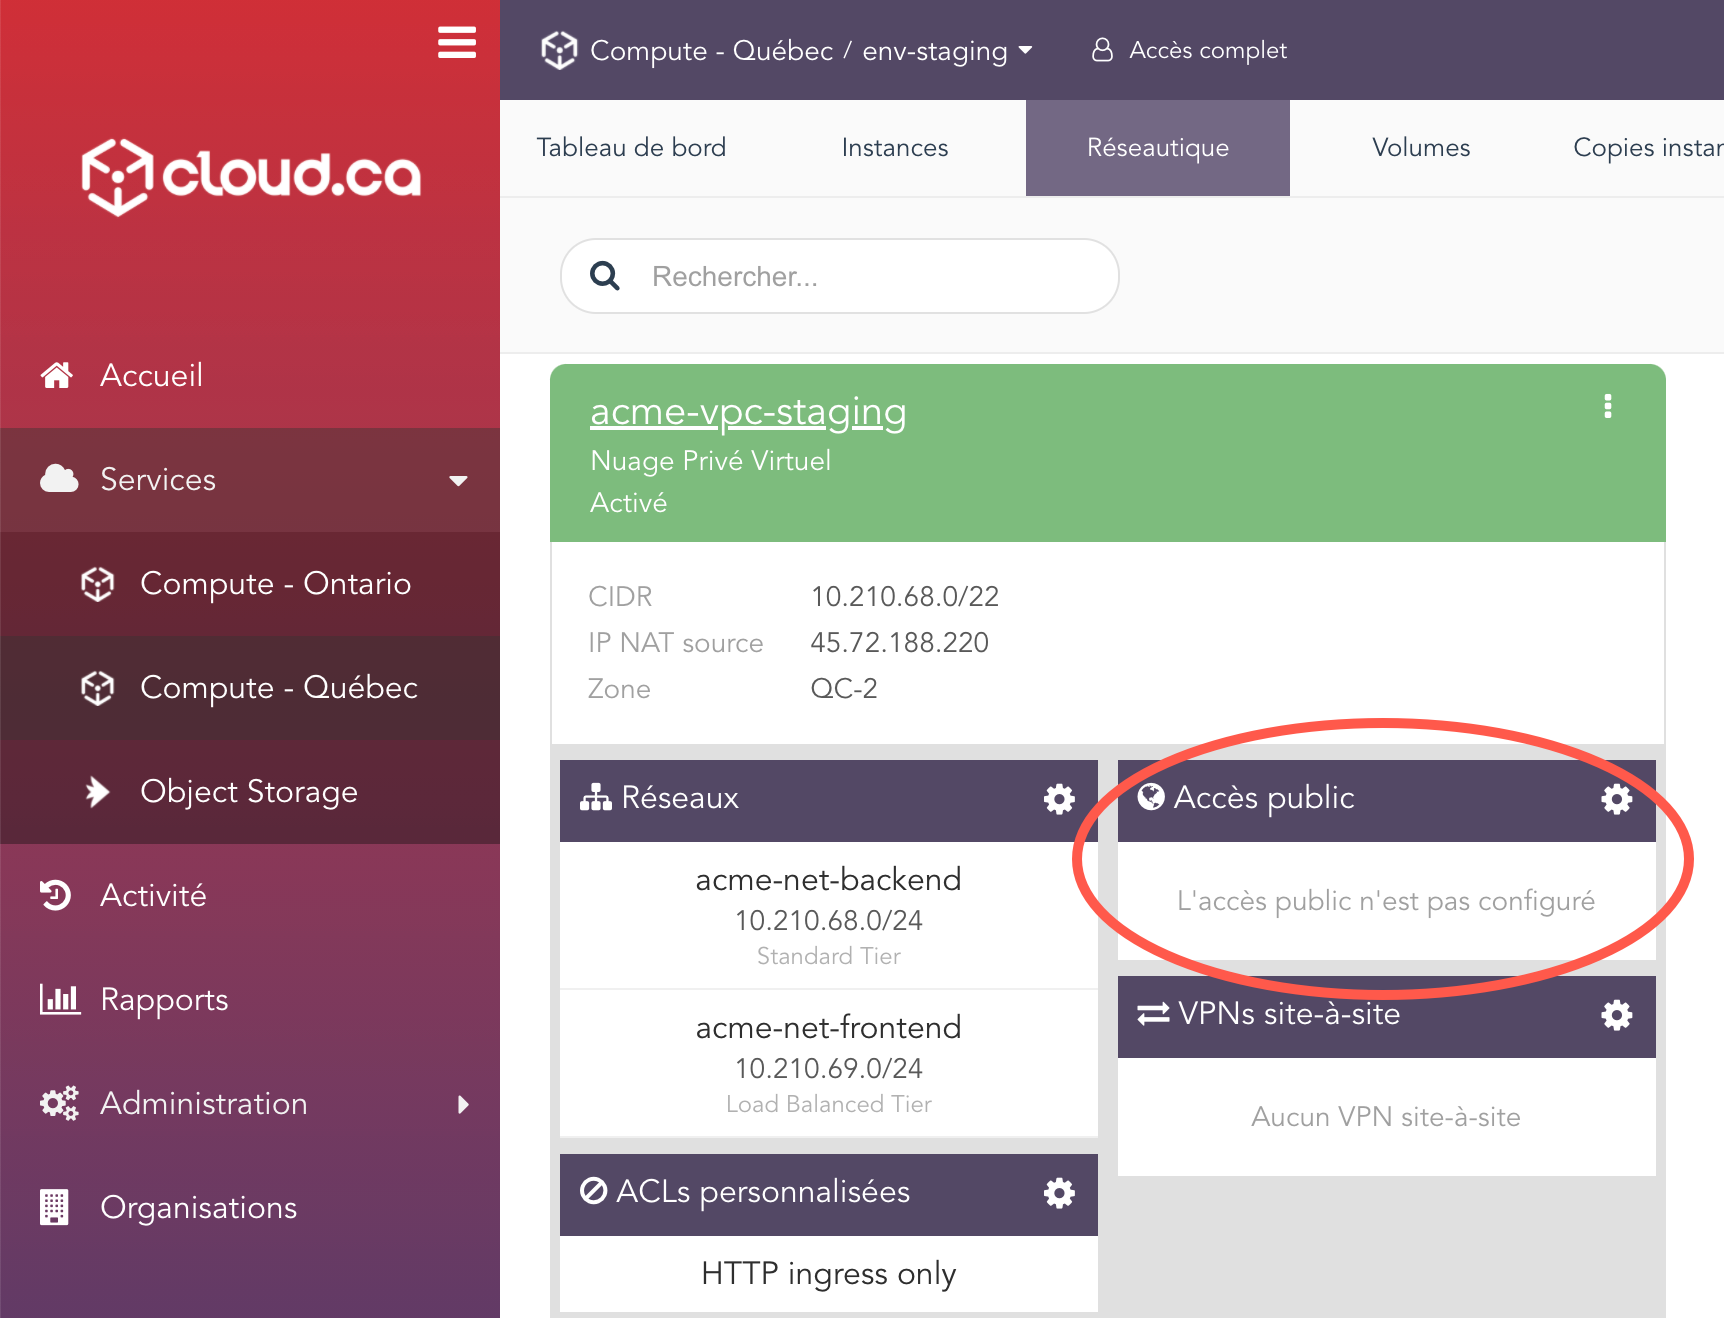 cloud.ca
Accueil
Services
Compute - Ontario
Compute - Québec
Object Storage
Activité
Rapports
Administration
Organisations
Compute - Québec / env-staging
Accès complet
Tableau de bord
Instances
Réseautique
Volumes
Copies instan
Rechercher...
acme-vpc-staging
Nuage Privé Virtuel
Activé
CIDR 10.210.68.0/22
IP NAT source 45.72.188.220
Zone QC-2
Réseaux
acme-net-backend
10.210.68.0/24
Standard Tier
acme-net-frontend
10.210.69.0/24
Load Balanced Tier
ACLs personnalisées
HTTP ingress only
Accès public
L'accès public n'est pas configuré
VPNs site-à-site
Aucun VPN site-à-site